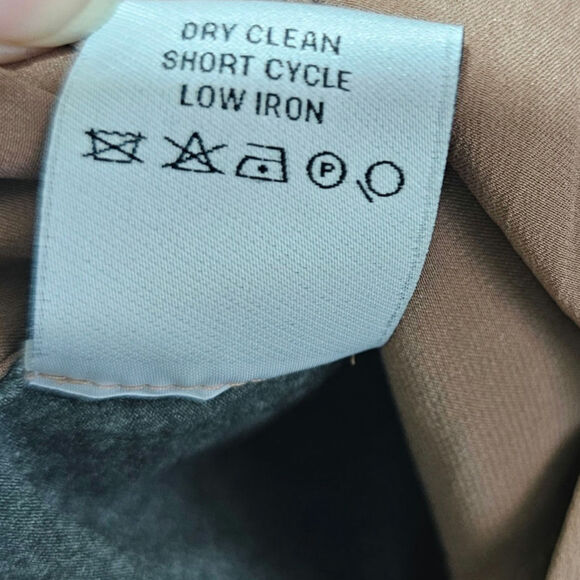 DRY CLEAN
SHORT CYCLE
LOW IRON
P